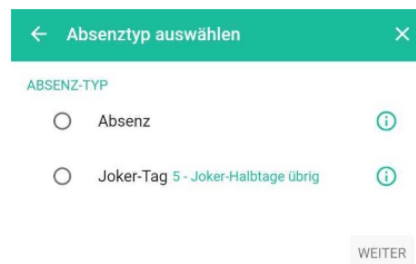 Absenztyp auswählen
ABSENZ-TYP
Absenz
Joker-Tag 5 - Joker-Halbtage übrig
WEITER